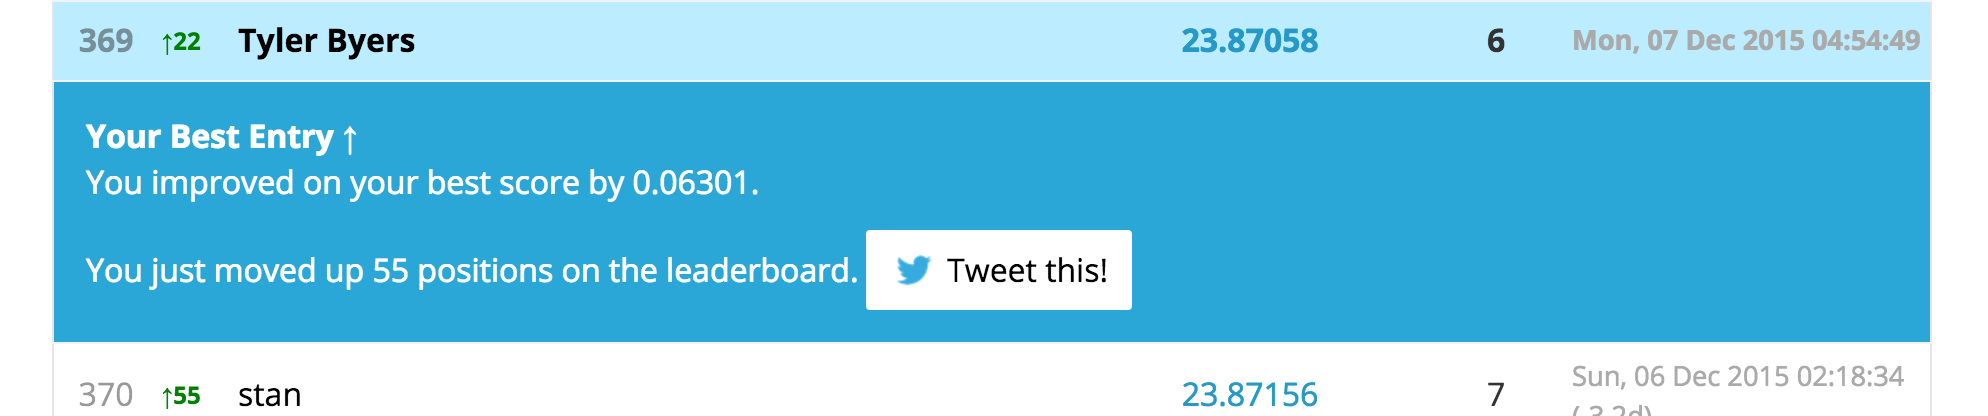 369 ↑22 Tyler Byers 23.87058 6 Mon, 07 Dec 2015 04:54:49
Your Best Entry ↑
You improved on your best score by 0.06301.
You just moved up 55 positions on the leaderboard. Tweet this!
370 ↑55 stan 23.87156 7 Sun, 06 Dec 2015 02:18:34